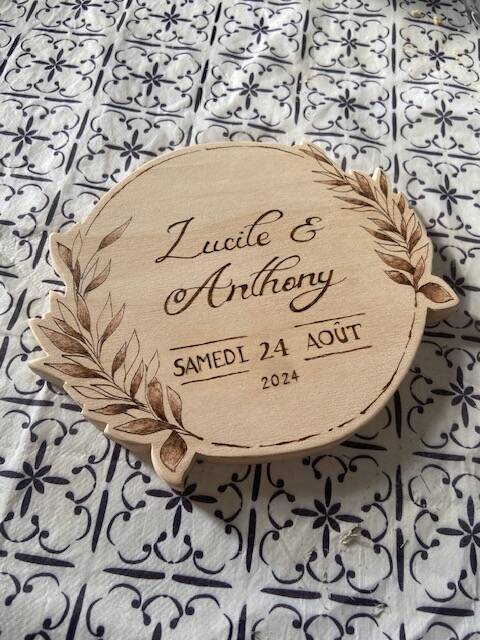 Lucile &
Anthony
SAMEDI 24 AOÛT
2024